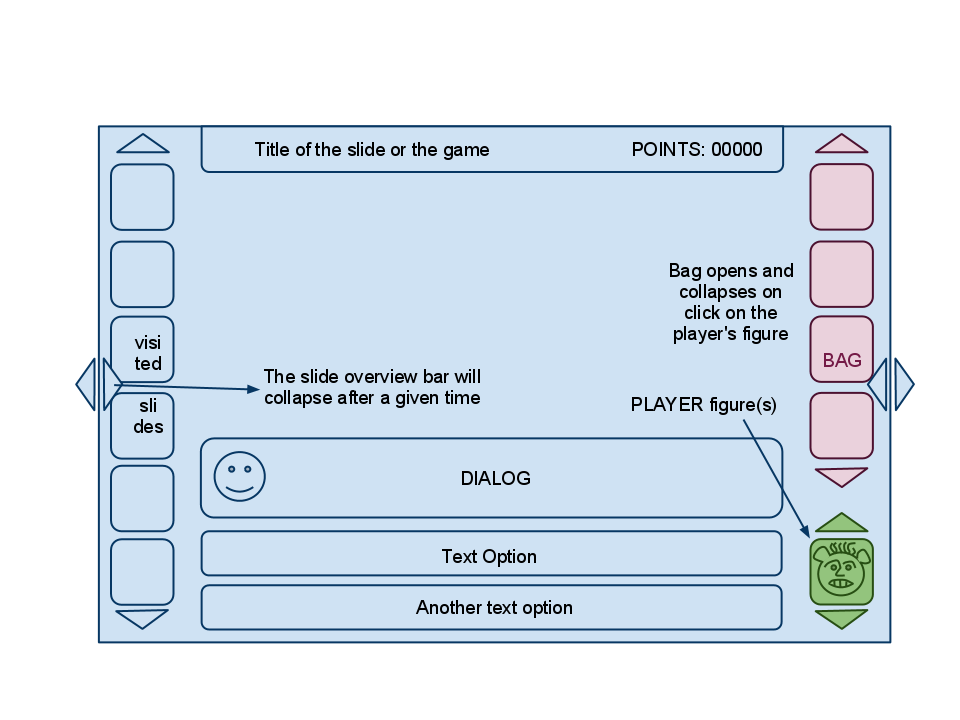 Title of the slide or the game
POINTS: 00000
Bag opens and
collapses on
click on the
player's figure
visi
ted
BAG
The slide overview bar will
collapse after a given time
sli
des
PLAYER figure(s)
DIALOG
Text Option
Another text option